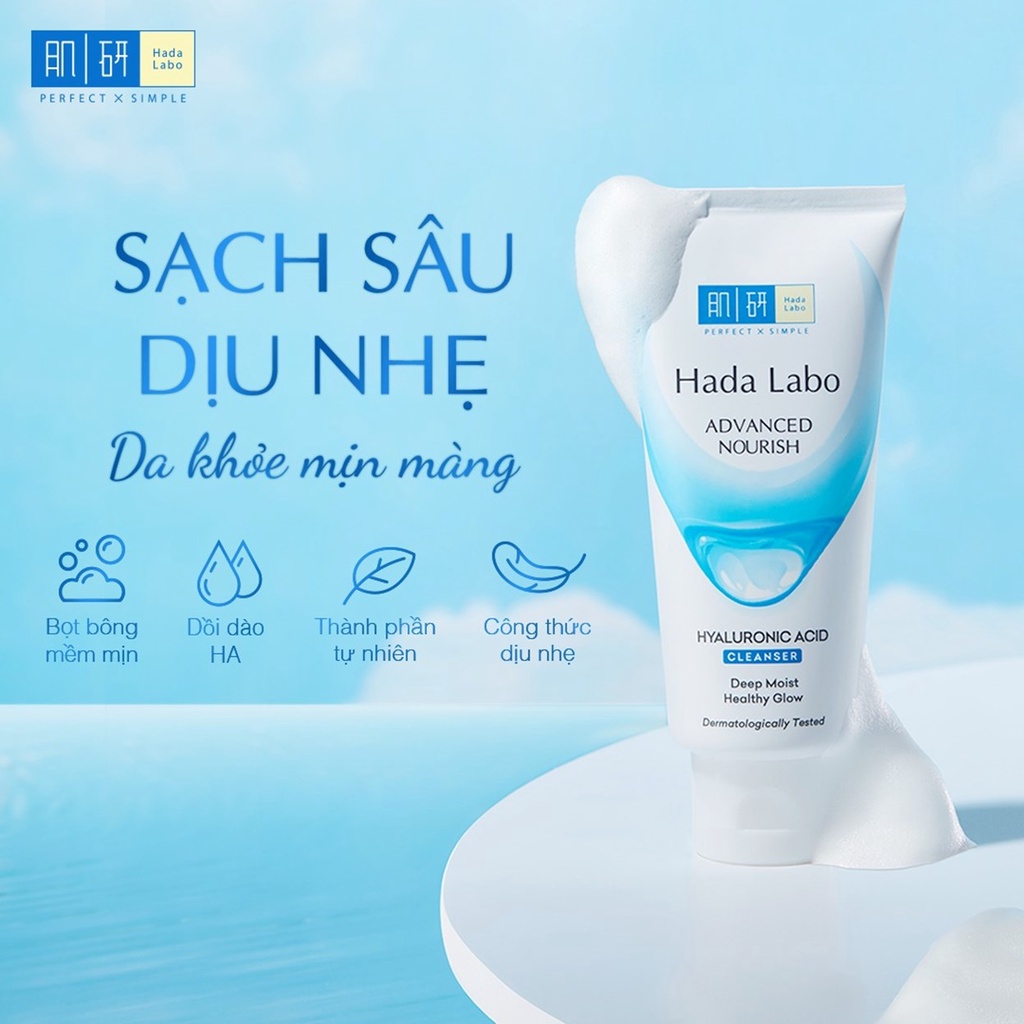 肌研
Hada
Labo
PERFECT × SIMPLE
SẠCH SÂU
DỊU NHẸ
Da khỏe mịn màng
Bọt bông
mềm mịn
Dồi dào
HA
Thành phần
tự nhiên
Công thức
dịu nhẹ
肌研
Hada
Labo
PERFECT × SIMPLE
Hada Labo
ADVANCED
NOURISH
HYALURONIC ACID
CLEANSER
Deep Moist
Healthy Glow
Dermatologically Tested